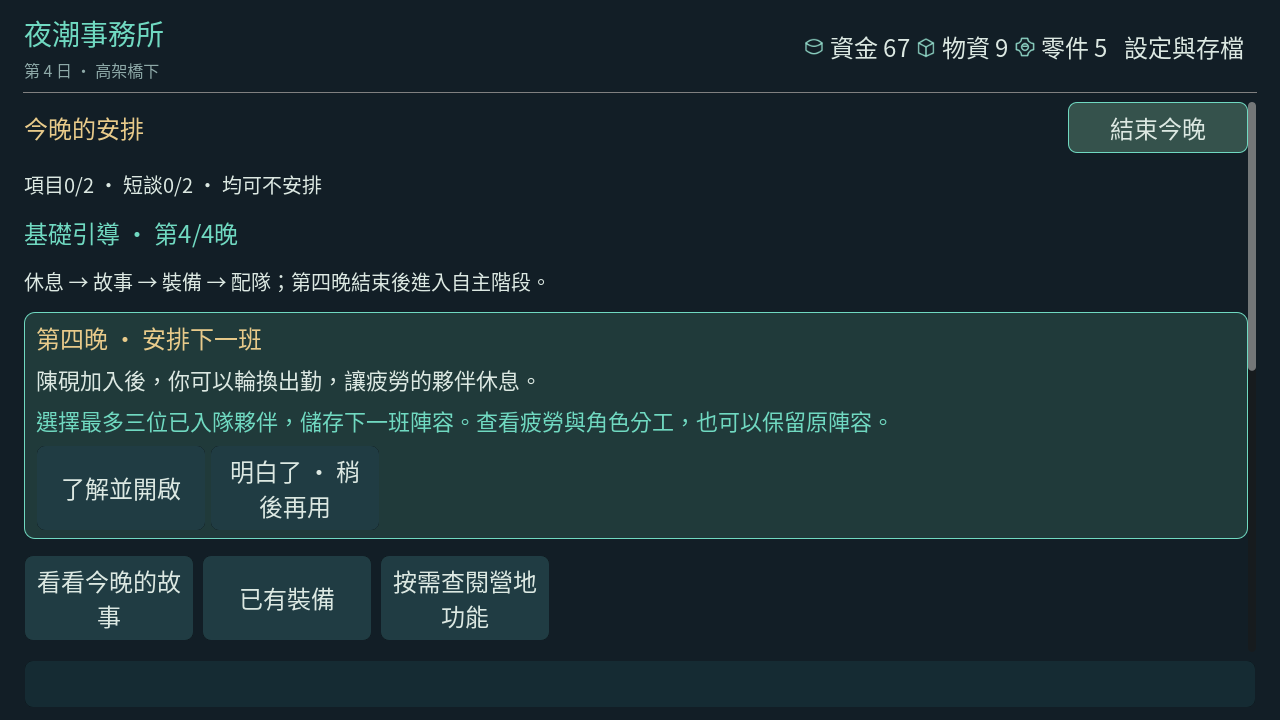 夜潮事務所
第 4 日 · 高架橋下
資金 67 物資 9 零件 5 設定與存檔
今晚的安排
結束今晚
項目0/2 · 短談0/2 · 均可不安排
基礎引導 · 第4/4晚
休息 → 故事 → 裝備 → 配隊；第四晚結束後進入自主階段。
第四晚 · 安排下一班
陳硯加入後，你可以輪換出勤，讓疲勞的夥伴休息。
選擇最多三位已入隊夥伴，儲存下一班陣容。查看疲勞與角色分工，也可以保留原陣容。
了解並開啟
明白了 · 稍
後再用
看看今晚的故
事
已有裝備
按需查閱營地
功能